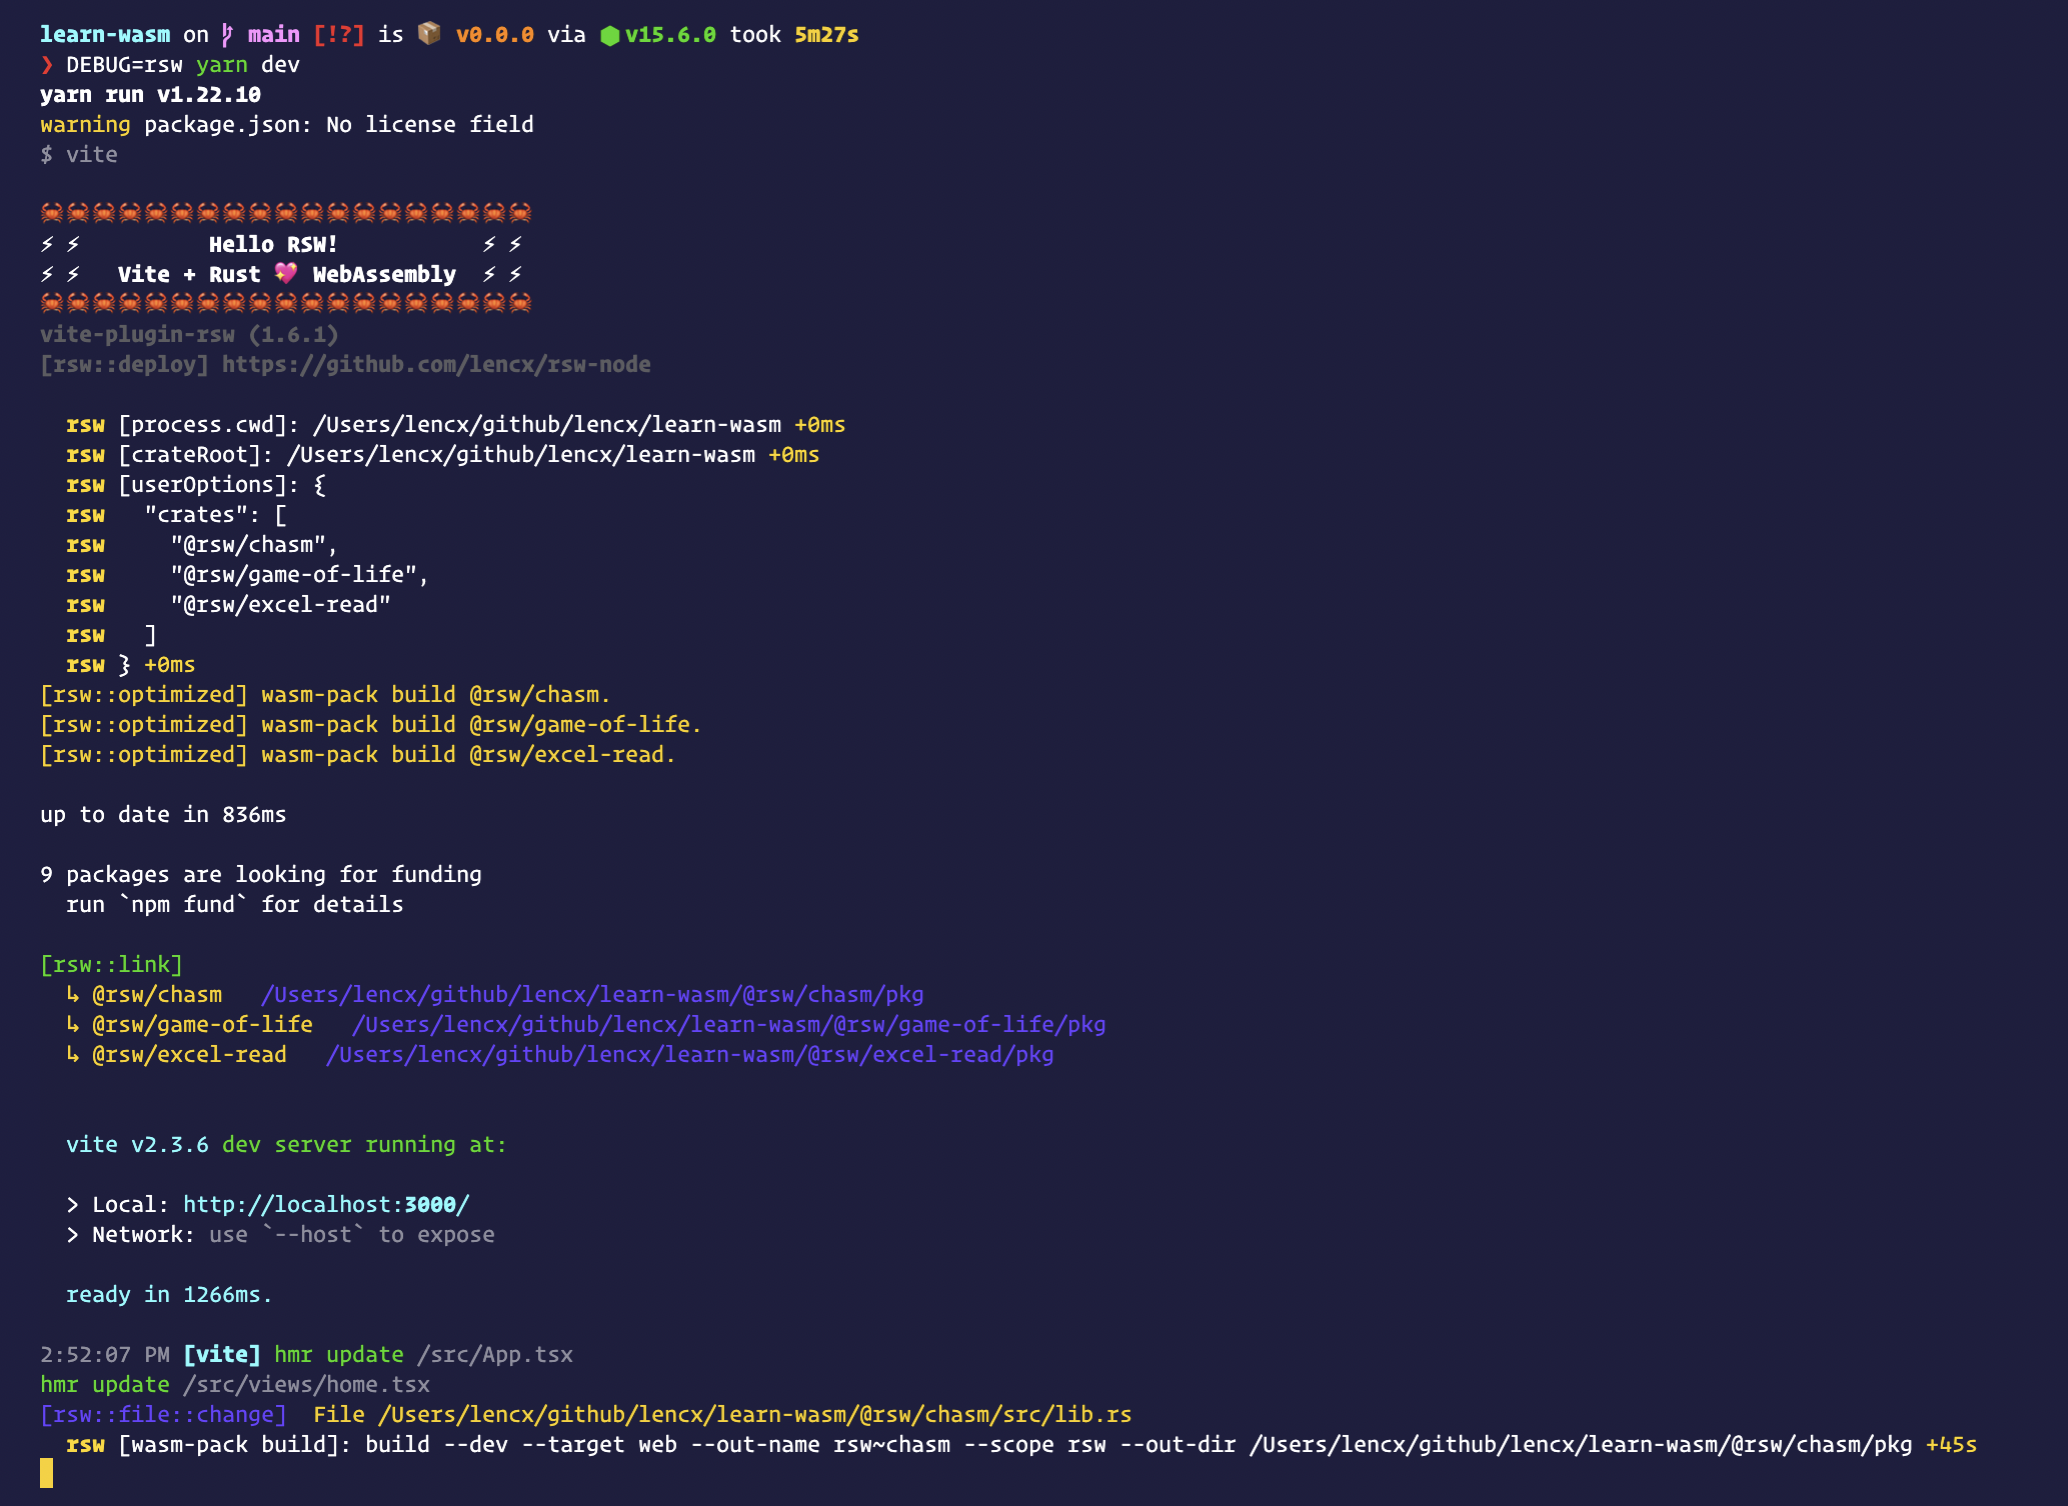 learn-wasm on main [!?] is 📦 v0.0.0 via ⬢ v15.6.0 took 5m27s
❯ DEBUG=rsw yarn dev
yarn run v1.22.10
warning package.json: No license field
$ vite
🦀🦀🦀🦀🦀🦀🦀🦀🦀🦀🦀🦀🦀🦀🦀🦀🦀🦀🦀
⚡ ⚡ Hello RSW! ⚡ ⚡
⚡ ⚡ Vite + Rust 💖 WebAssembly ⚡ ⚡
🦀🦀🦀🦀🦀🦀🦀🦀🦀🦀🦀🦀🦀🦀🦀🦀🦀🦀🦀
vite-plugin-rsw (1.6.1)
[rsw::deploy] https://github.com/lencx/rsw-node
rsw [process.cwd]: /Users/lencx/github/lencx/learn-wasm +0ms
rsw [crateRoot]: /Users/lencx/github/lencx/learn-wasm +0ms
rsw [userOptions]: {
rsw "crates": [
rsw "@rsw/chasm",
rsw "@rsw/game-of-life",
rsw "@rsw/excel-read"
rsw ]
rsw } +0ms
[rsw::optimized] wasm-pack build @rsw/chasm.
[rsw::optimized] wasm-pack build @rsw/game-of-life.
[rsw::optimized] wasm-pack build @rsw/excel-read.
up to date in 836ms
9 packages are looking for funding
run `npm fund` for details
[rsw::link]
↳ @rsw/chasm /Users/lencx/github/lencx/learn-wasm/@rsw/chasm/pkg
↳ @rsw/game-of-life /Users/lencx/github/lencx/learn-wasm/@rsw/game-of-life/pkg
↳ @rsw/excel-read /Users/lencx/github/lencx/learn-wasm/@rsw/excel-read/pkg
vite v2.3.6 dev server running at:
> Local: http://localhost:3000/
> Network: use `--host` to expose
ready in 1266ms.
2:52:07 PM [vite] hmr update /src/App.tsx
hmr update /src/views/home.tsx
[rsw::file::change] File /Users/lencx/github/lencx/learn-wasm/@rsw/chasm/src/lib.rs
rsw [wasm-pack build]: build --dev --target web --out-name rsw~chasm --scope rsw --out-dir /Users/lencx/github/lencx/learn-wasm/@rsw/chasm/pkg +45s